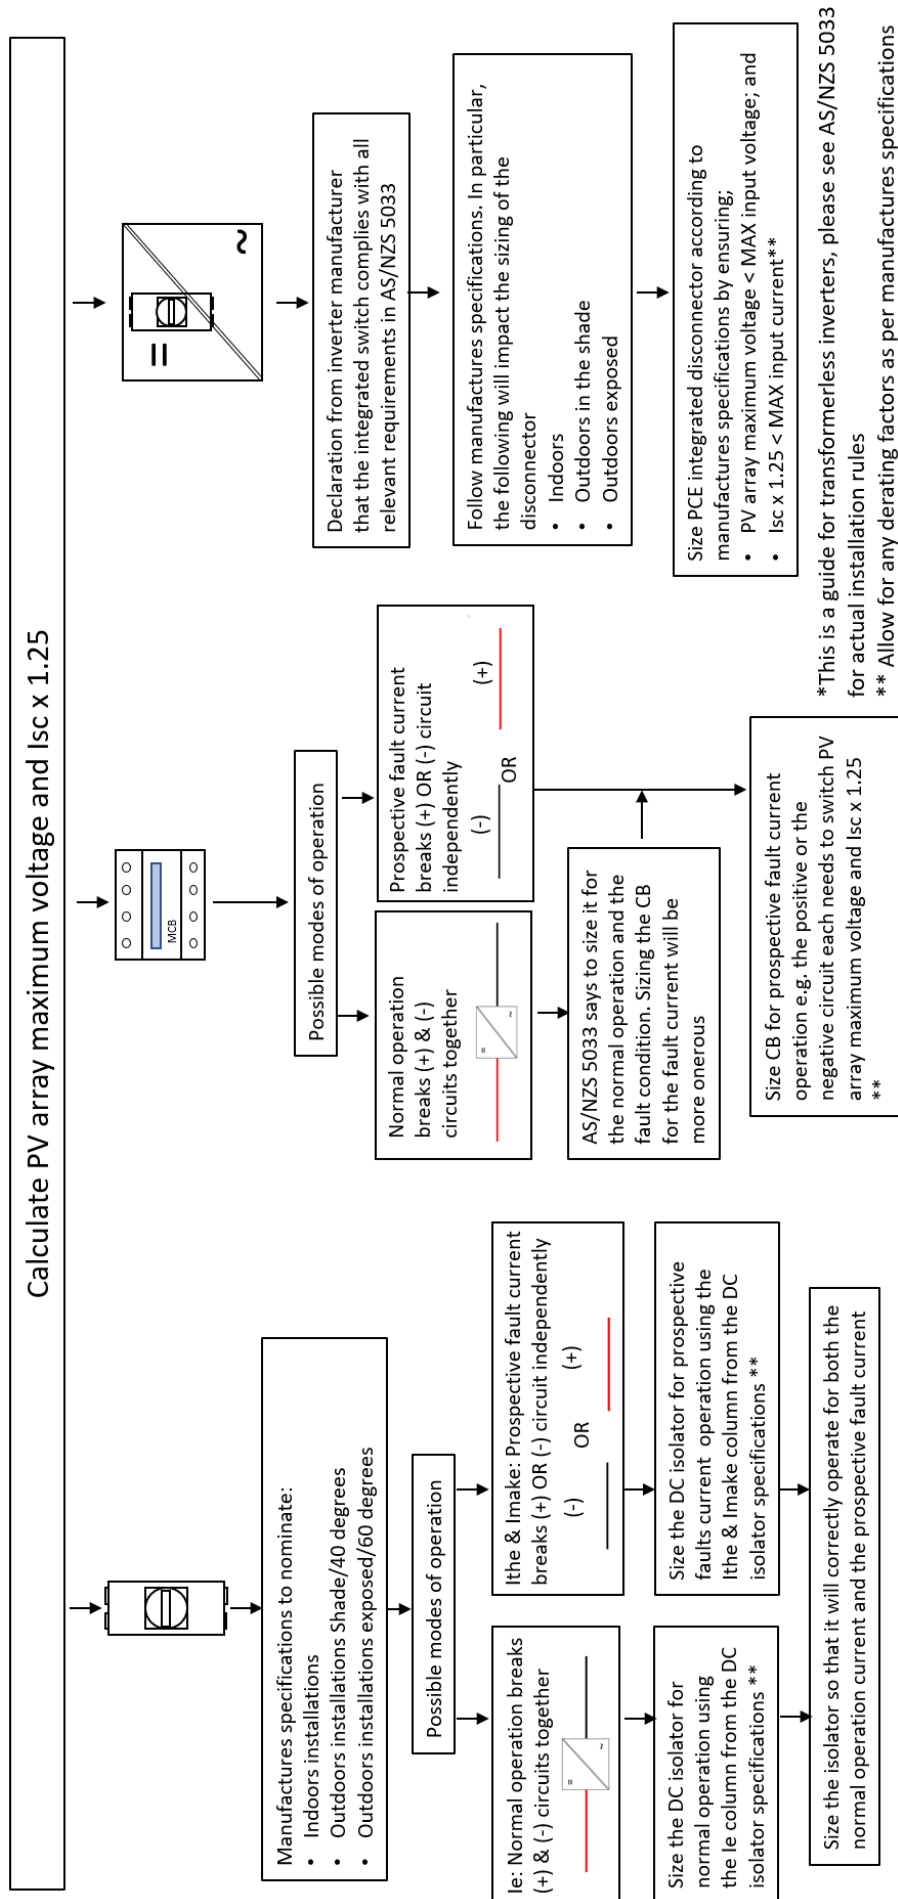 Calculate PV array maximum voltage and Isc x 1.25
Manufactures specifications to nominate:
• Indoors installations
• Outdoors installations Shade/40 degrees
• Outdoors installations exposed/60 degrees
Possible modes of operation
Ie: Normal operation breaks
(+) & (-) circuits together
=
~
Size the DC isolator for
normal operation using
the Ie column from the DC
isolator specifications **
Ithe & Imake: Prospective fault current
breaks (+) OR (-) circuit independently
(-) OR (+)
Size the DC isolator for prospective
faults current operation using the
Ithe & Imake column from the DC
isolator specifications **
Size the isolator so that it will correctly operate for both the
normal operation current and the prospective fault current
MCB
Possible modes of operation
Normal operation
breaks (+) & (-)
circuits together
=
~
AS/NZS 5033 says to size it for
the normal operation and the
fault condition. Sizing the CB
for the fault current will be
more onerous
Prospective fault current
breaks (+) OR (-) circuit
independently
(-) (+)
OR
Size CB for prospective fault current
operation e.g. the positive or the
negative circuit each needs to switch PV
array maximum voltage and Isc x 1.25
**
=
~
Declaration from inverter manufacturer
that the integrated switch complies with all
relevant requirements in AS/NZS 5033
Follow manufactures specifications. In particular,
the following will impact the sizing of the
disconnector
• Indoors
• Outdoors in the shade
• Outdoors exposed
Size PCE integrated disconnector according to
manufactures specifications by ensuring;
• PV array maximum voltage < MAX input voltage; and
• Isc x 1.25 < MAX input current**
*This is a guide for transformerless inverters, please see AS/NZS 5033
for actual installation rules
** Allow for any derating factors as per manufactures specifications